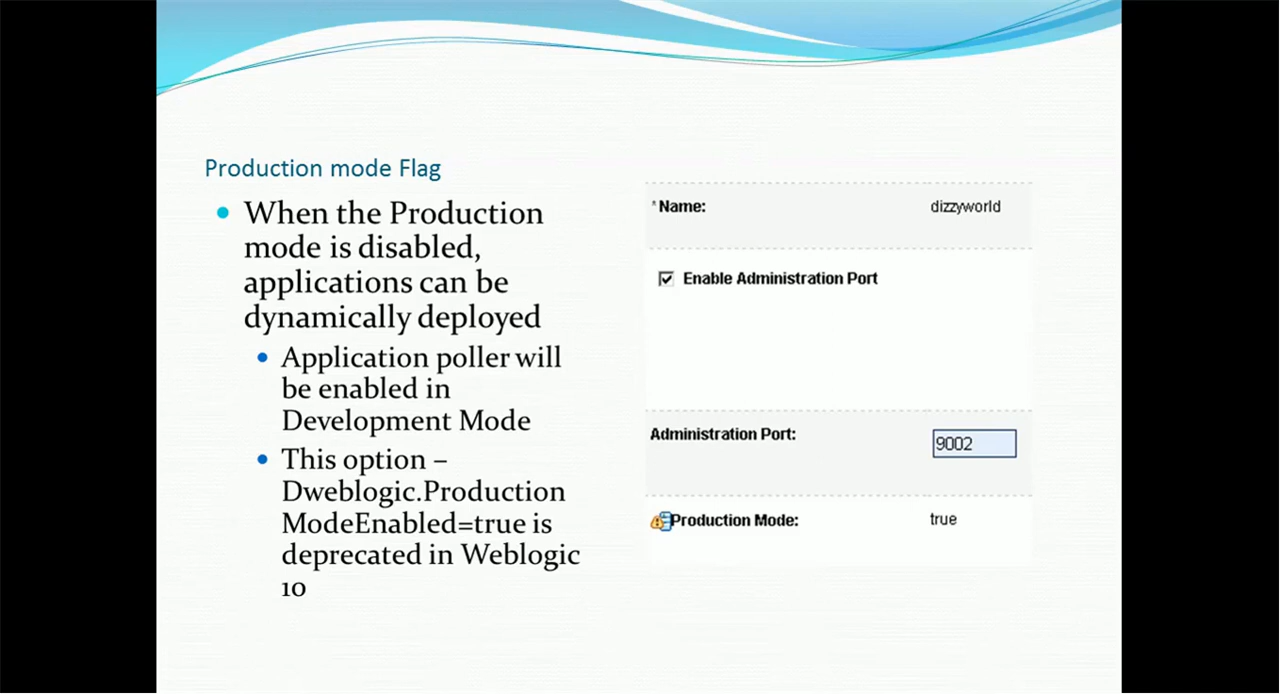 Production mode Flag
When the Production
mode is disabled,
applications can be
dynamically deployed
Application poller will
be enabled in
Development Mode
This option –
Dweblogic.Production
ModeEnabled=true is
deprecated in Weblogic
10
* Name: dizzyworld
Enable Administration Port
Administration Port: 9002
Production Mode: true